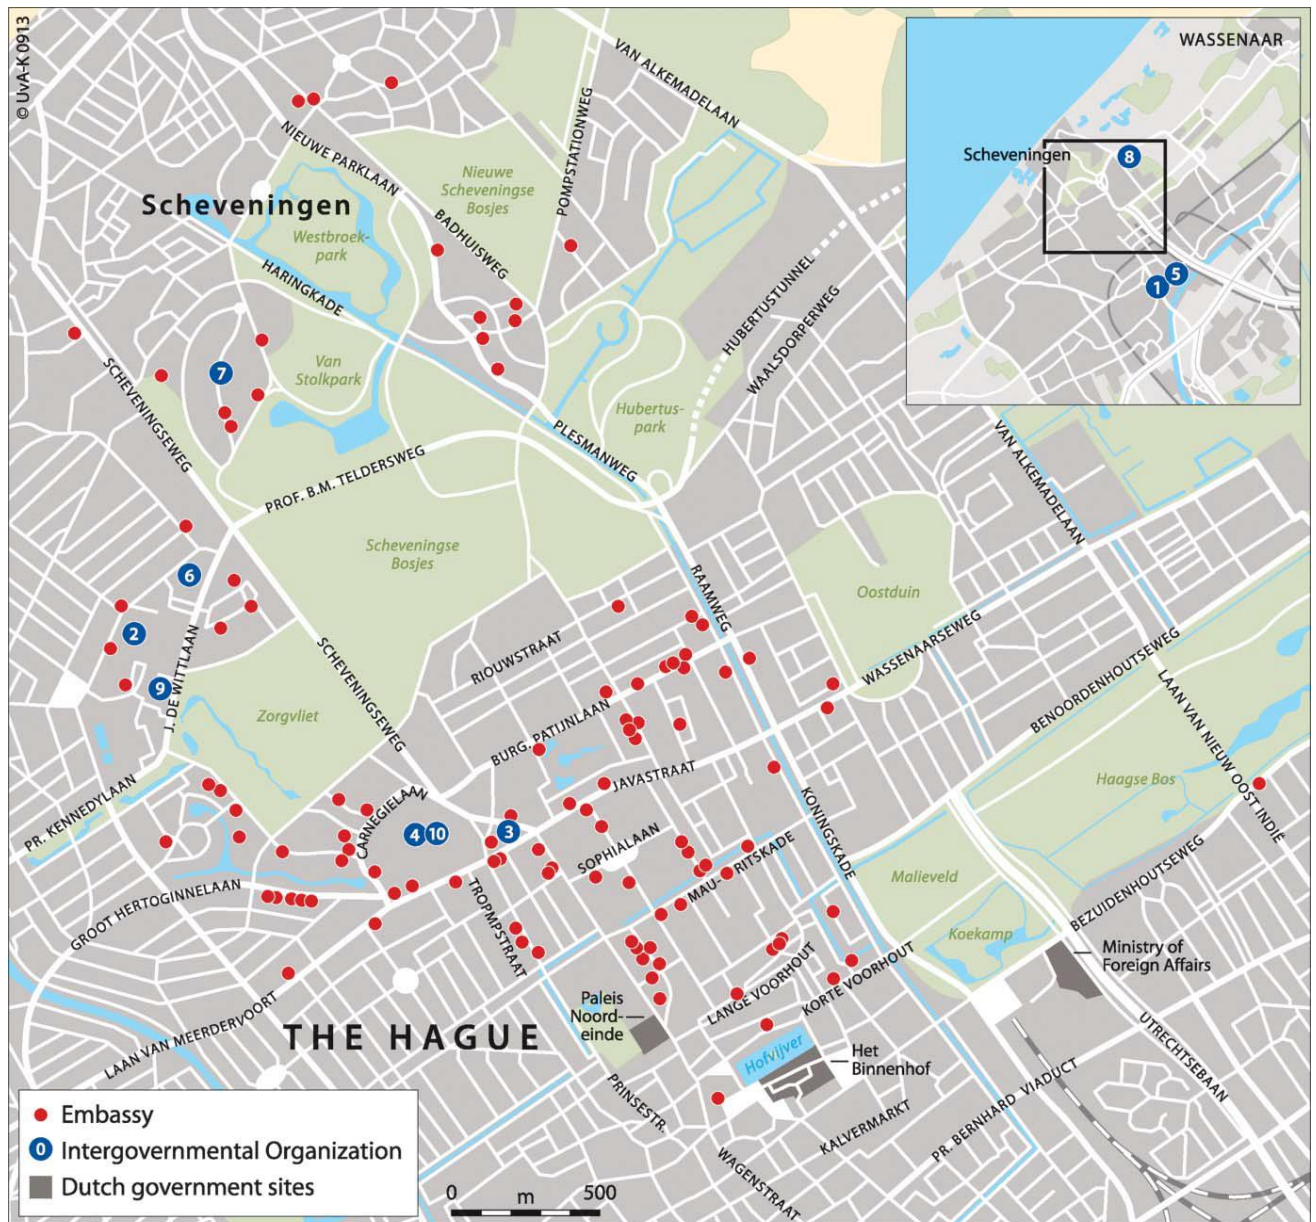 © UvA-K 0913
WASSENAAR
Scheveningen
8
5
1
VAN ALKEMADELAAN
POMPSTATIONWEG
NIEUWE PARKLAAN
Nieuwe
Scheveningse
Bosjes
Scheveningen
Westbroek-
park
BADHUISWEG
HARINGKADE
HUBERTUSTUNNEL
WAALSDORPERWEG
7
Van
Stolkpark
SCHEVENINGSEWEG
Hubertus-
park
PLESMANWEG
VAN ALKEMADELAAN
PROF. B.M. TELDERSWEG
Scheveningse
Bosjes
6
RAAMWEG
Oostduin
2
RIOUWSTRAAT
WASSENAARSEWEG
BENOORDENHOUTSEWEG
9
J. DE WITTLAAN
Zorgvliet
SCHEVENINGSEWEG
BURG. PATIJNLAAN
LAAN VAN NIEUW OOST INDIË
Haagse Bos
JAVASTRAAT
PR. KENNEDYLAAN
CARNEGIELAAN
4
10
3
KONINGSKADE
SOPHIALAAN
MAU-RITSKADE
Malieveld
BEZUIDENHOUTSEWEG
GROOT HERTOGINNELAAN
TROPMPSTRAAT
Koekamp
Ministry of
Foreign Affairs
LANGE VOORHOUT
KORTE VOORHOUT
LAAN VAN MEERDERVOORT
THE HAGUE
Paleis
Noord-
einde
Hofvijver
Het
Binnenhof
UTRECHTSEBAAN
PRINSESTR.
KALVERMARKT
PR. BERNHARD VIADUCT
WAGENSTRAAT
Embassy
0 Intergovernmental Organization
Dutch government sites
0 m 500